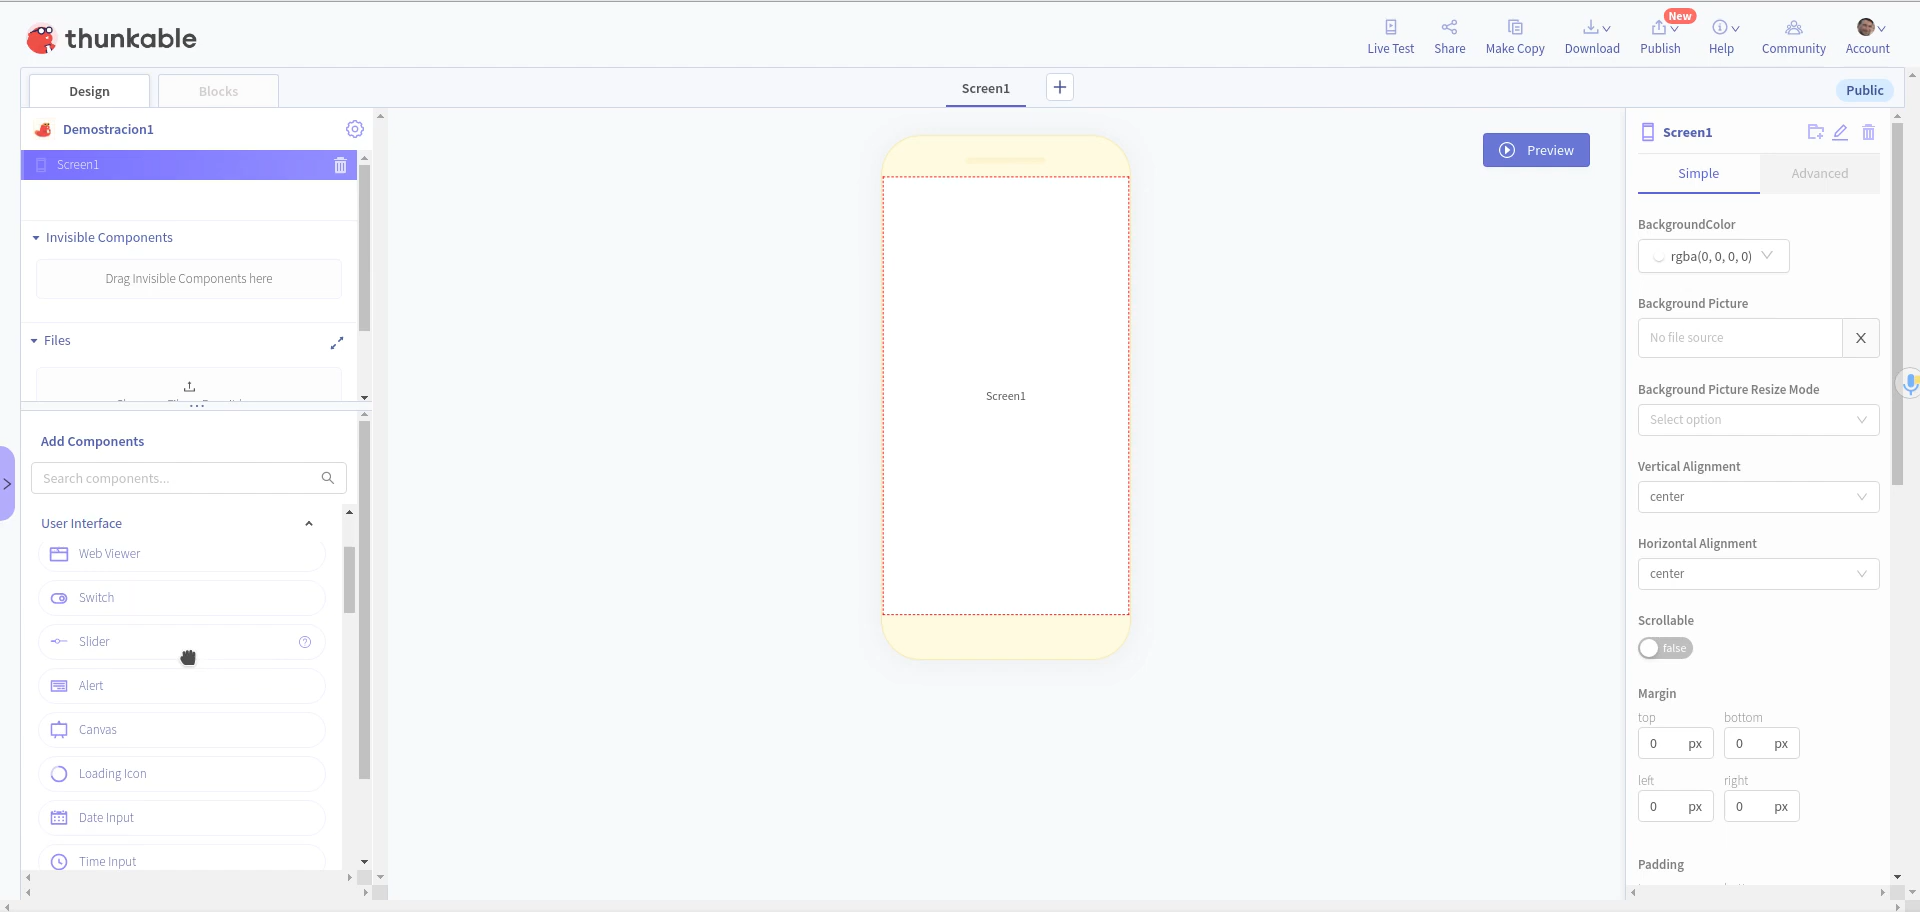 thunkable
Live Test
Share
Make Copy
Download
New
Publish
Help
Community
Account
Design
Blocks
Screen1
Public
Demostracion1
Screen1
Invisible Components
Drag Invisible Components here
Files
Add Components
Search components...
User Interface
Web Viewer
Switch
Slider
Alert
Canvas
Loading Icon
Date Input
Time Input
Preview
Screen1
Screen1
Simple
Advanced
BackgroundColor
rgba(0, 0, 0, 0)
Background Picture
No file source
X
Background Picture Resize Mode
Select option
Vertical Alignment
center
Horizontal Alignment
center
Scrollable
false
Margin
top bottom
0 px 0 px
left right
0 px 0 px
Padding